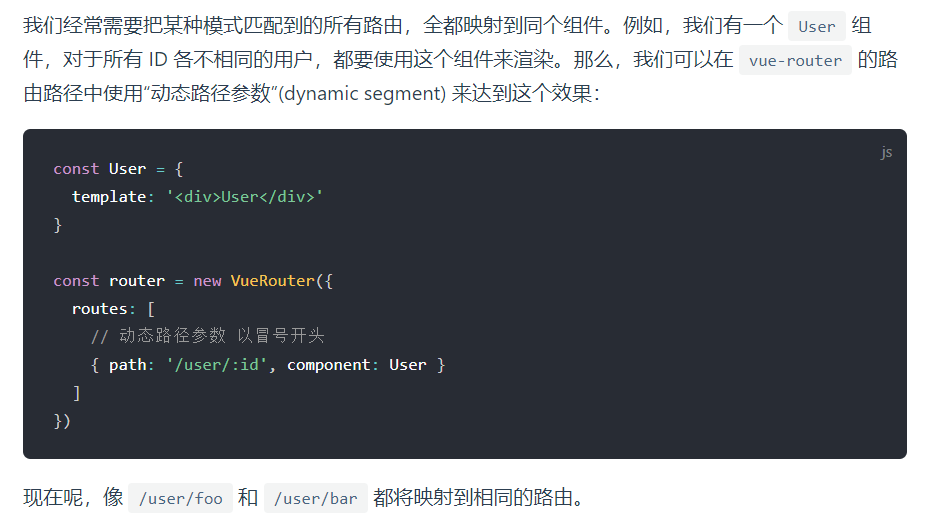 我们经常需要把某种模式匹配到的所有路由，全都映射到同个组件。例如，我们有一个 User 组
件，对于所有 ID 各不相同的用户，都要使用这个组件来渲染。那么，我们可以在 vue-router 的路
由路径中使用“动态路径参数”(dynamic segment) 来达到这个效果：
js
const User = {
  template: '<div>User</div>'
}
const router = new VueRouter({
  routes: [
    // 动态路径参数 以冒号开头
    { path: '/user/:id', component: User }
  ]
})
现在呢，像 /user/foo 和 /user/bar 都将映射到相同的路由。